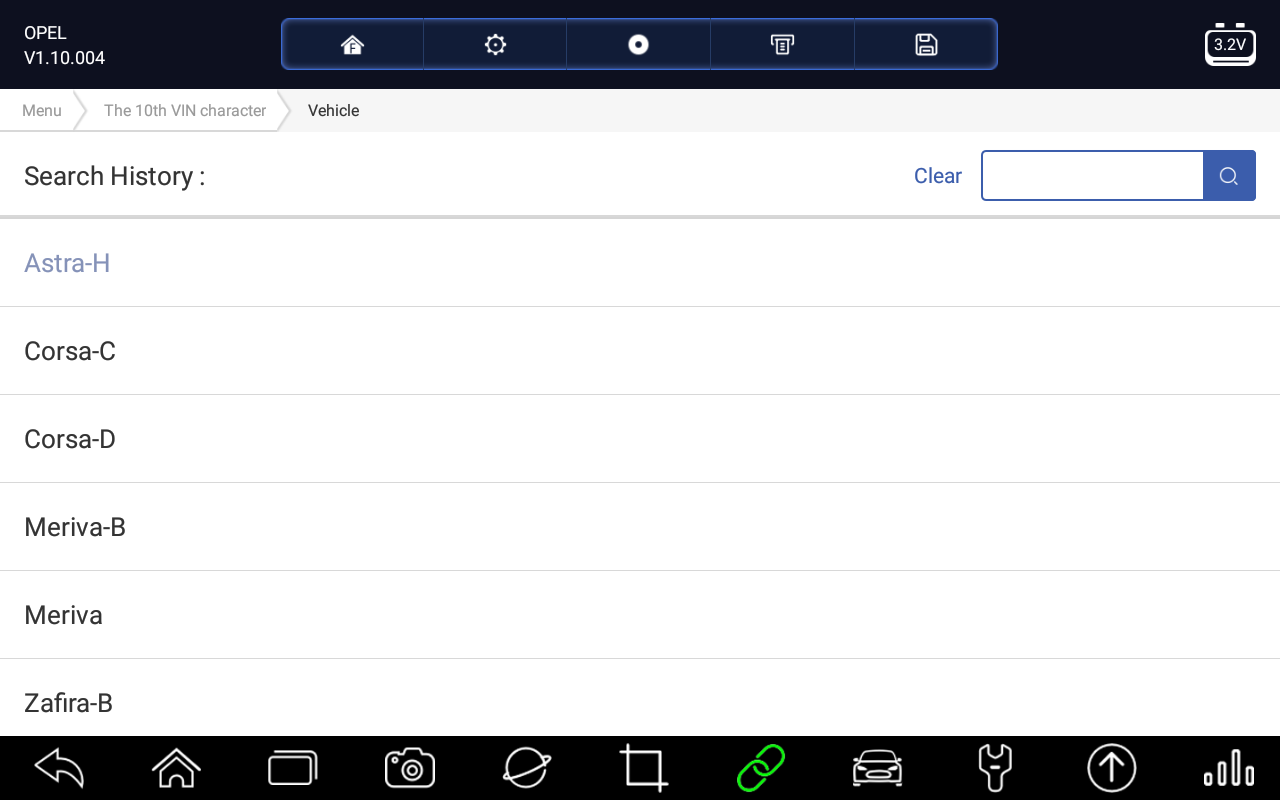 OPEL
V1.10.004
3.2V
Menu The 10th VIN character Vehicle
Search History :
Clear
Astra-H
Corsa-C
Corsa-D
Meriva-B
Meriva
Zafira-B